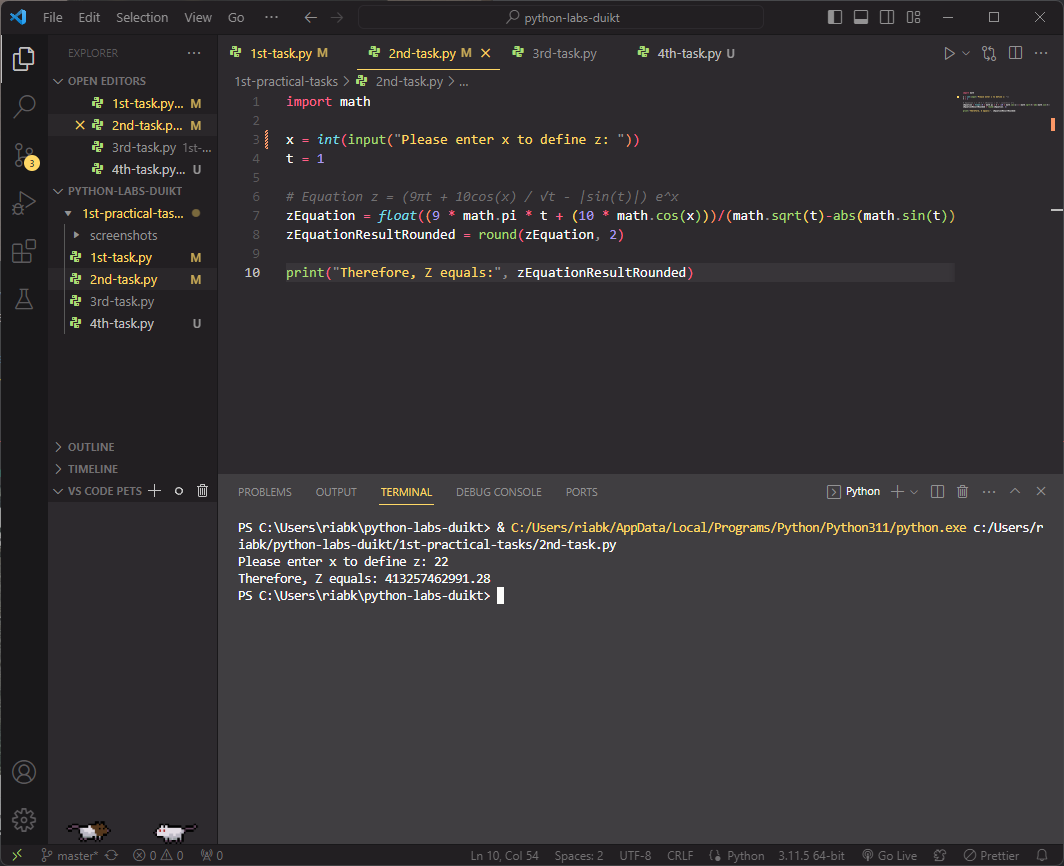 File Edit Selection View Go ··· python-labs-duikt
EXPLORER ···
OPEN EDITORS
1st-task.py... M
2nd-task.p... M
3rd-task.py 1st-...
4th-task.py... U
PYTHON-LABS-DUIKT
1st-practical-tas...
screenshots
1st-task.py M
2nd-task.py M
3rd-task.py
4th-task.py U
OUTLINE
TIMELINE
VS CODE PETS
1st-task.py M 2nd-task.py M 3rd-task.py 4th-task.py U
1st-practical-tasks > 2nd-task.py > ...
1 import math
2
3 x = int(input("Please enter x to define z: "))
4 t = 1
5
6 # Equation z = (9πt + 10cos(x) / √t - |sin(t)|) e^x
7 zEquation = float((9 * math.pi * t + (10 * math.cos(x)))/(math.sqrt(t)-abs(math.sin(t))
8 zEquationResultRounded = round(zEquation, 2)
9
10 print("Therefore, Z equals:", zEquationResultRounded)
PROBLEMS OUTPUT TERMINAL DEBUG CONSOLE PORTS Python
PS C:\Users\riabk\python-labs-duikt> & C:/Users/riabk/AppData/Local/Programs/Python/Python311/python.exe c:/Users/r
iabk/python-labs-duikt/1st-practical-tasks/2nd-task.py
Please enter x to define z: 22
Therefore, Z equals: 413257462991.28
PS C:\Users\riabk\python-labs-duikt>
3
master* 0 0 0 Ln 10, Col 54 Spaces: 2 UTF-8 CRLF Python 3.11.5 64-bit Go Live Prettier